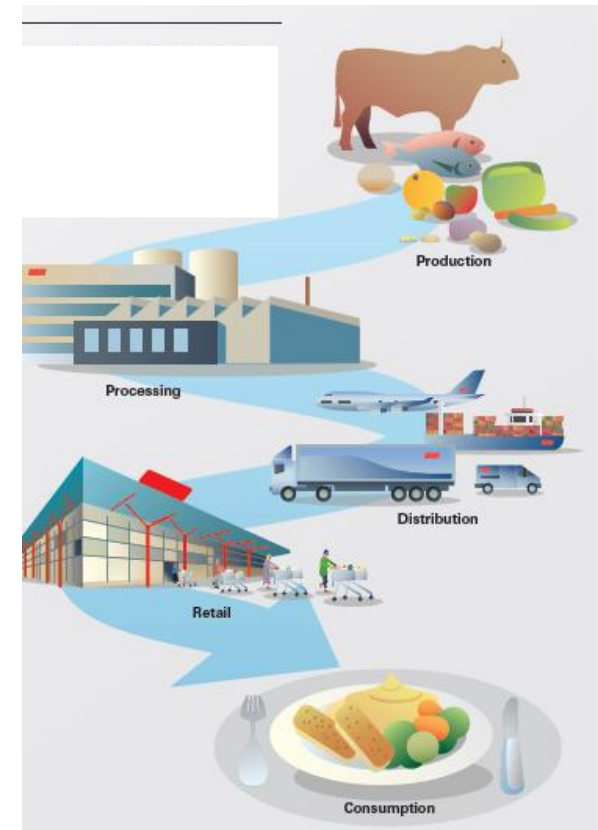 Production
Processing
Distribution
Retail
Consumption